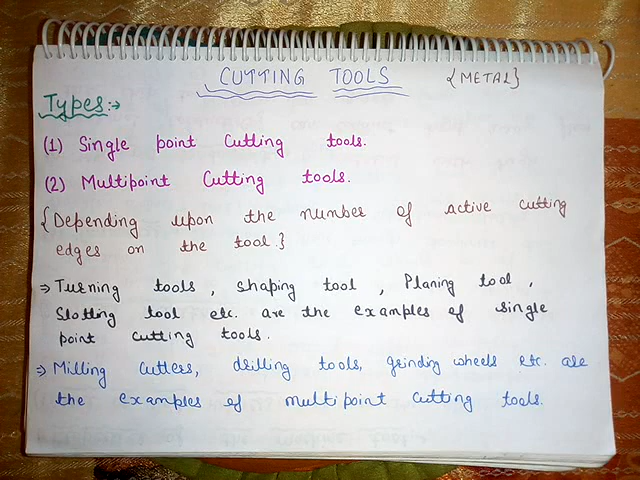 CUTTING TOOLS {METAL}
Types:→
(1) Single point Cutting tools.
(2) Multipoint Cutting tools.
{Depending upon the number of active cutting
edges on the tool.}
⇒ Turning tools, shaping tool, Planing tool,
Slotting tool etc. are the examples of single
point cutting tools.
⇒ Milling Cutters, drilling tools, grinding wheels etc. are
the examples of multipoint cutting tools.